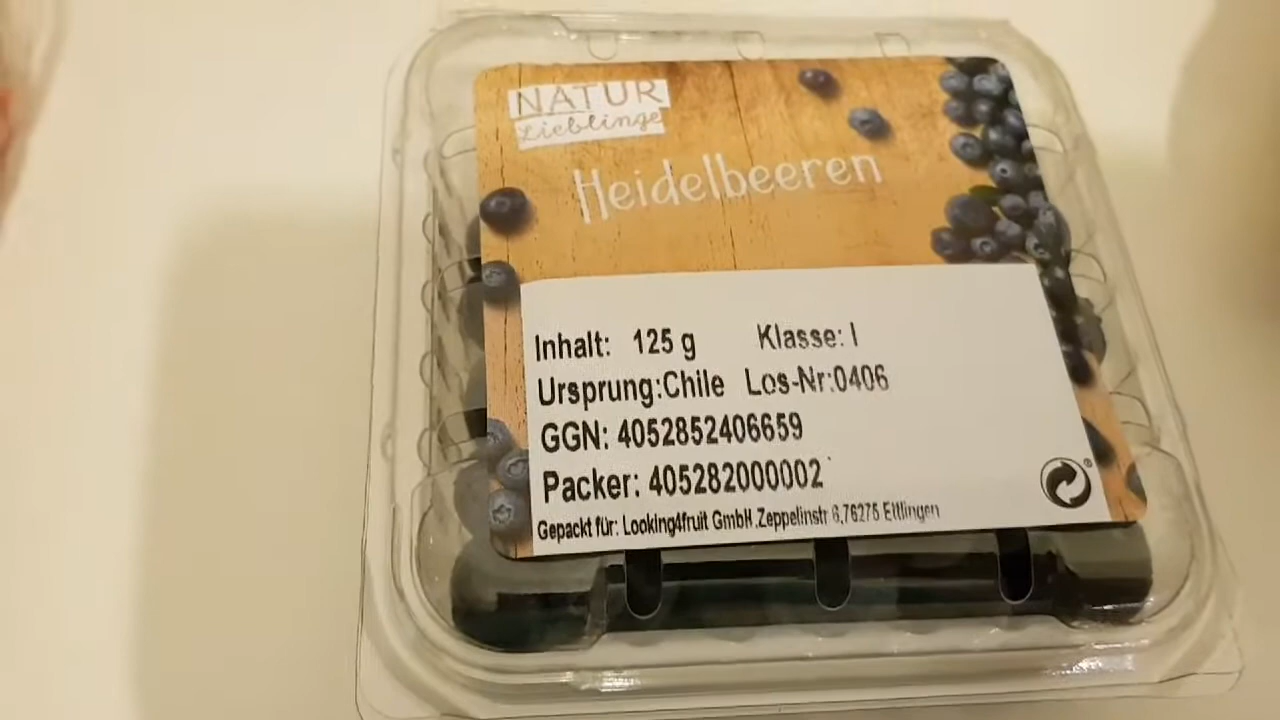 NATUR
Lieblinge
Heidelbeeren
Inhalt: 125 g Klasse: I
Ursprung:Chile Los-Nr:0406
GGN: 4052852406659
Packer: 405282000002
Gepackt für: Looking4fruit GmbH.Zeppelinstr 6,76275 Ettlingen